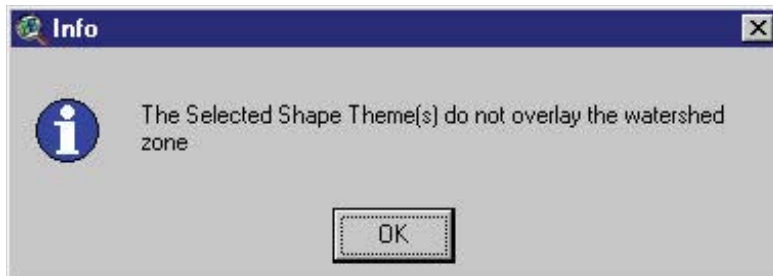 Info
The Selected Shape Theme(s) do not overlay the watershed
zone
OK